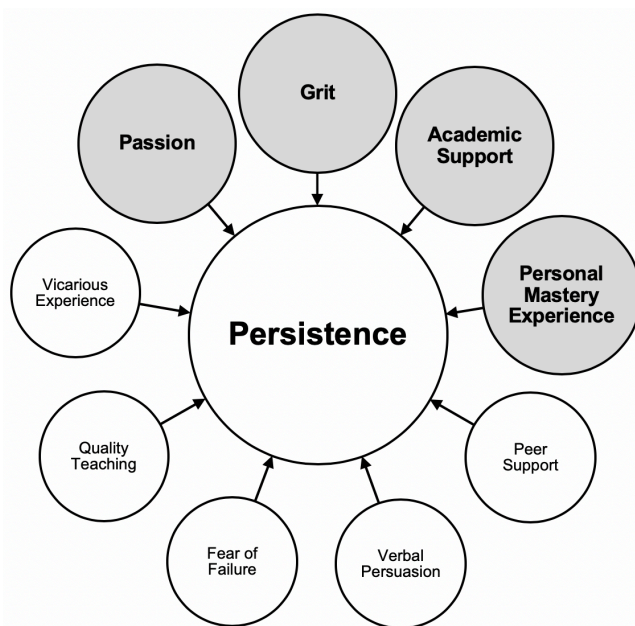 Grit
Passion
Academic
Support
Vicarious
Experience
Personal
Mastery
Experience
Persistence
Quality
Teaching
Peer
Support
Fear of
Failure
Verbal
Persuasion